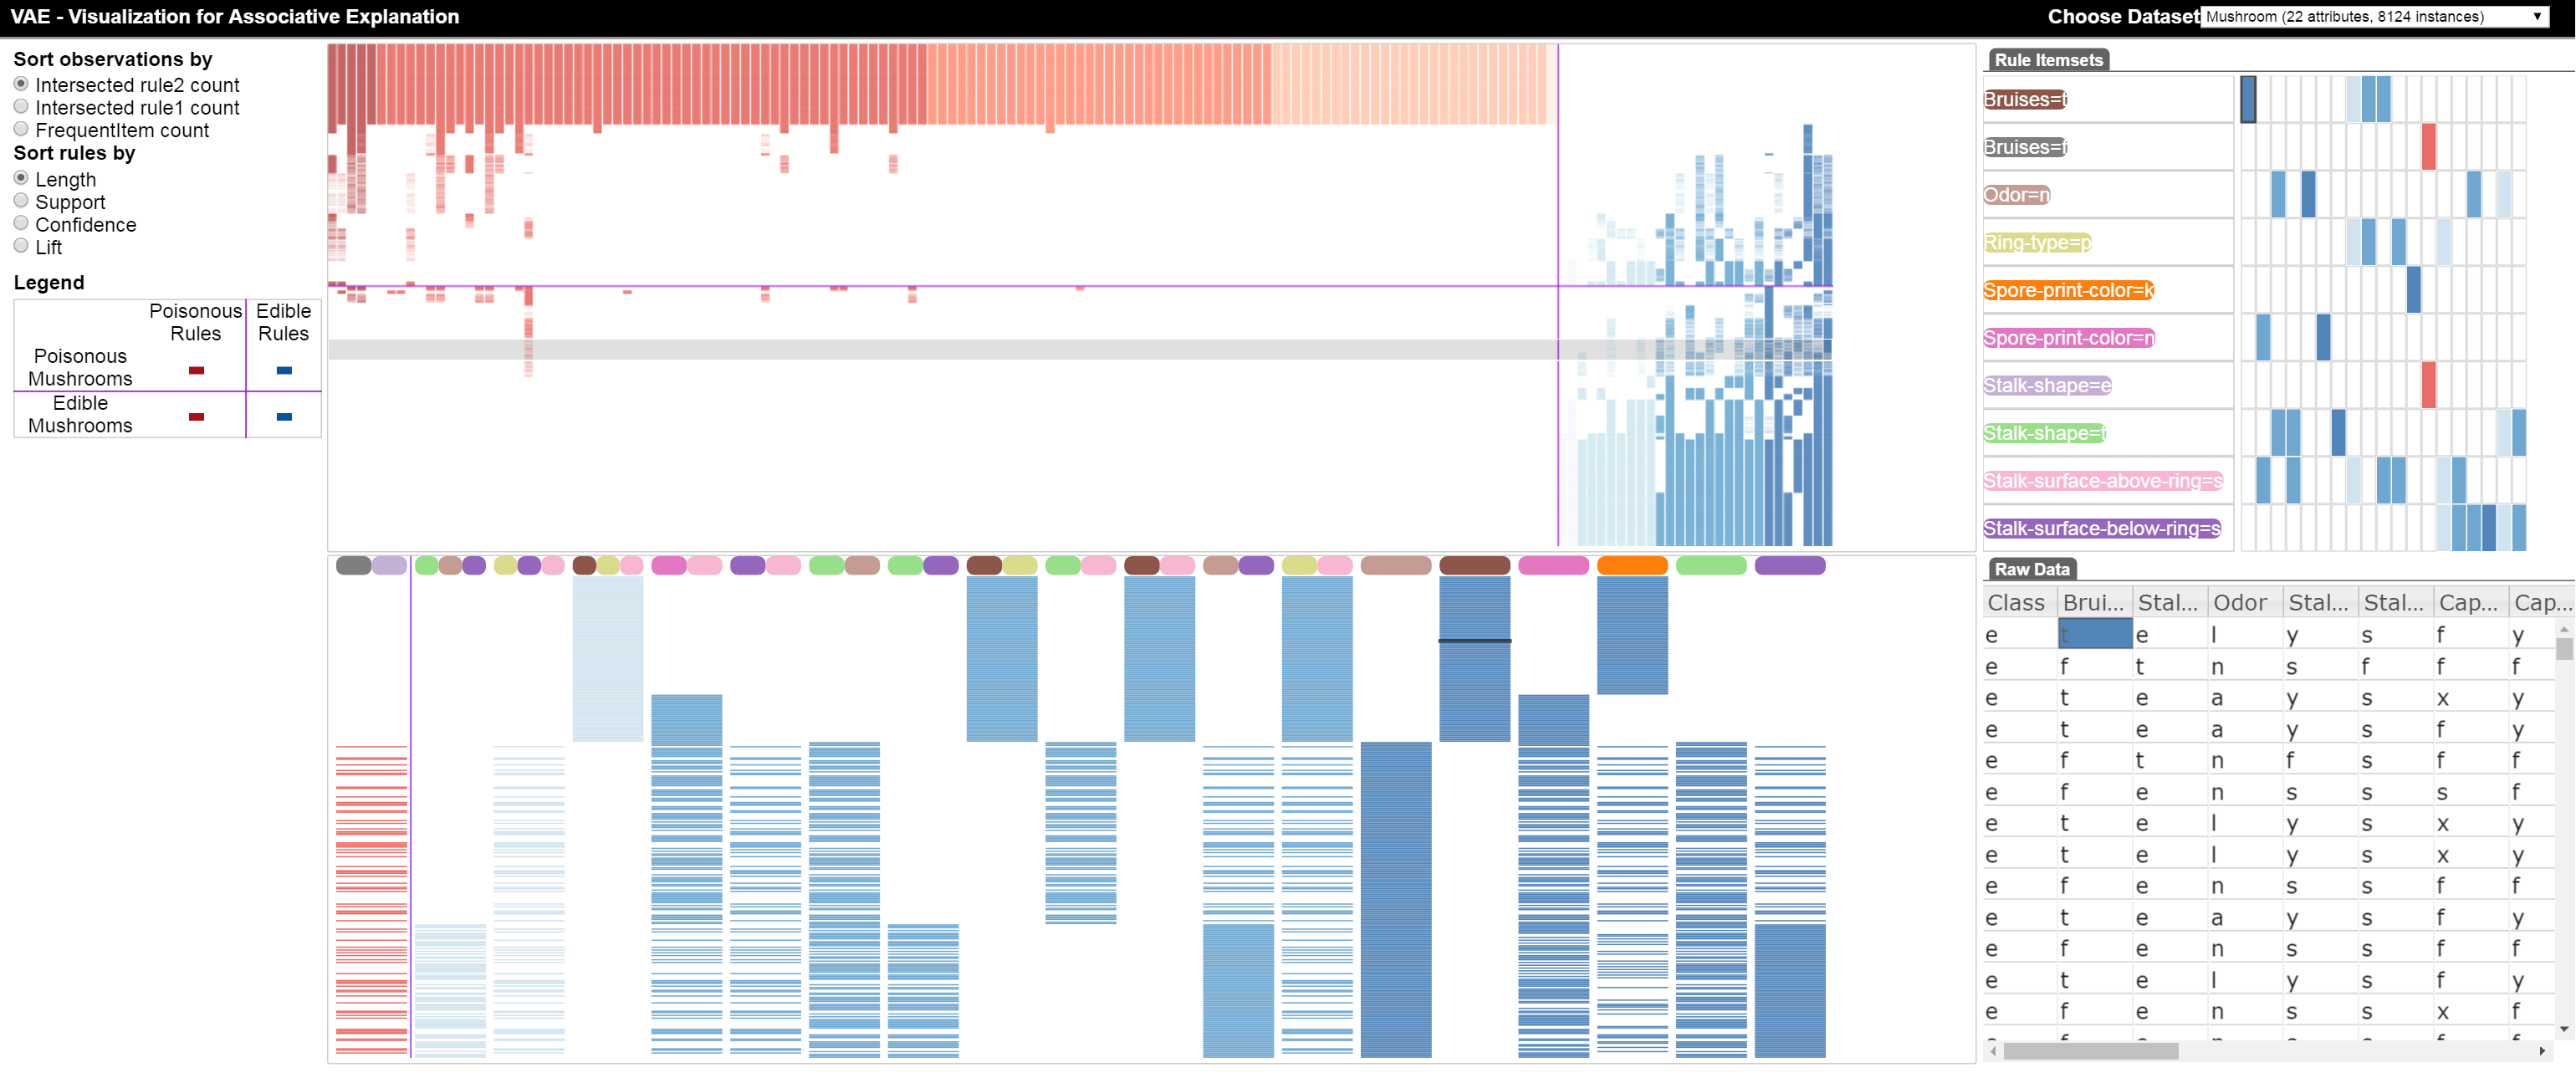 VAE - Visualization for Associative Explanation
Choose Dataset Mushroom (22 attributes, 8124 instances)
Sort observations by
Intersected rule2 count
Intersected rule1 count
FrequentItem count
Sort rules by
Length
Support
Confidence
Lift
Legend
Poisonous Rules
Edible Rules
Poisonous Mushrooms
Edible Mushrooms
Rule Itemsets
Bruises=t
Bruises=f
Odor=n
Ring-type=p
Spore-print-color=k
Spore-print-color=n
Stalk-shape=e
Stalk-shape=t
Stalk-surface-above-ring=s
Stalk-surface-below-ring=s
Raw Data
Class Brui... Stal... Odor Stal... Stal... Cap... Cap...
e t e l y s f y
e f t n s f f f
e t e a y s x y
e t e a y s f y
e f t n f s f f
e f e n s s s f
e t e l y s x y
e t e l y s x y
e f e n s s f f
e t e a y s f y
e f e n s s f f
e t e l y s f y
e f e n s s x f